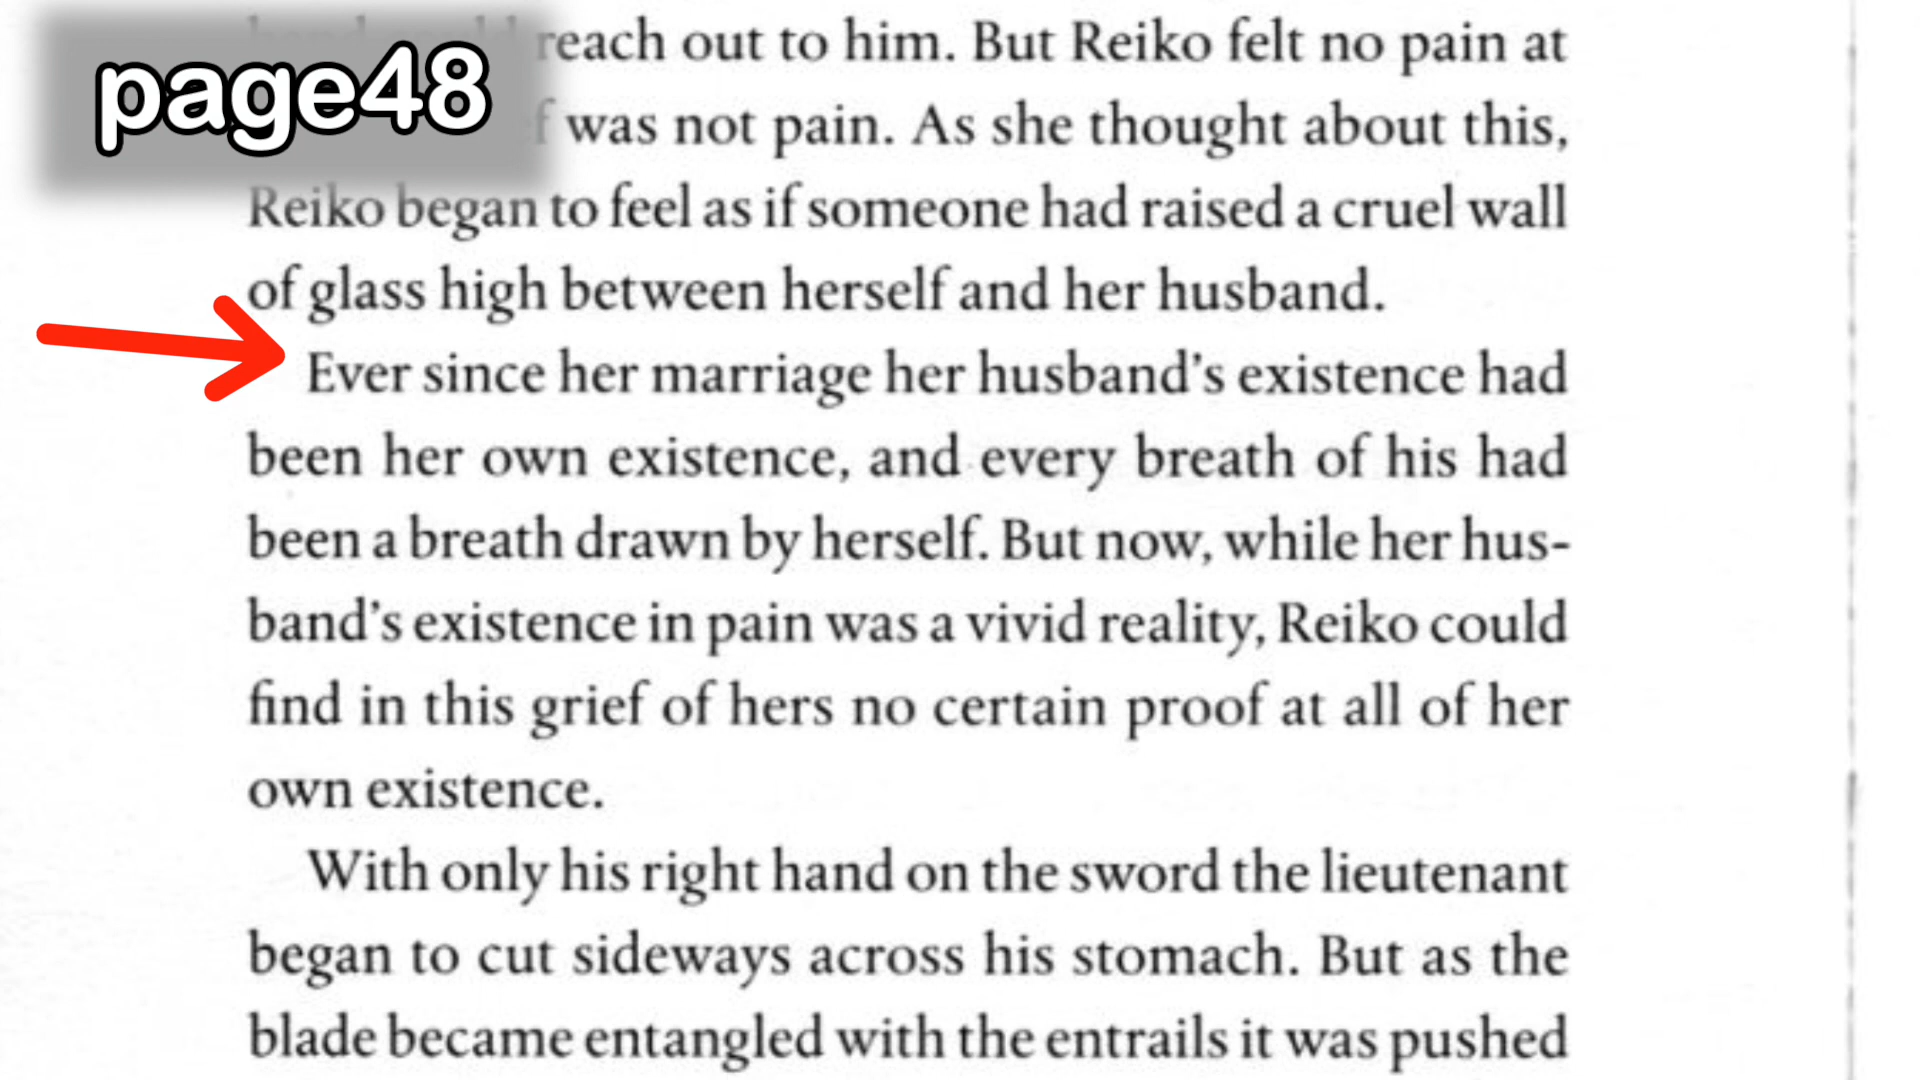 page48
reach out to him. But Reiko felt no pain at
was not pain. As she thought about this,
Reiko began to feel as if someone had raised a cruel wall
of glass high between herself and her husband.
Ever since her marriage her husband's existence had
been her own existence, and every breath of his had
been a breath drawn by herself. But now, while her hus-
band's existence in pain was a vivid reality, Reiko could
find in this grief of hers no certain proof at all of her
own existence.
With only his right hand on the sword the lieutenant
began to cut sideways across his stomach. But as the
blade became entangled with the entrails it was pushed